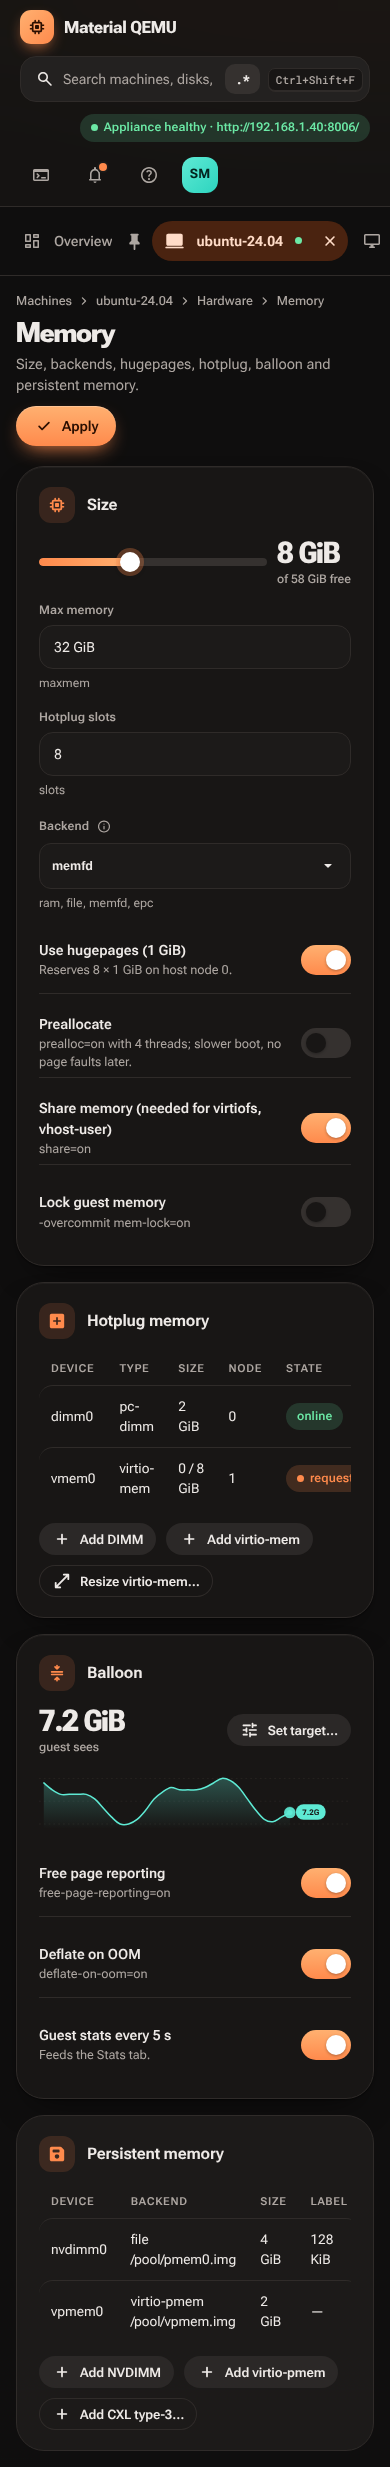 Material QEMU
Search machines, disks, .* Ctrl+Shift+F
Appliance healthy · http://192.168.1.40:8006/
SM
Overview ubuntu-24.04
Machines > ubuntu-24.04 > Hardware > Memory
Memory
Size, backends, hugepages, hotplug, balloon and
persistent memory.
Apply
Size
8 GiB
of 58 GiB free
Max memory
32 GiB
maxmem
Hotplug slots
8
slots
Backend
memfd
ram, file, memfd, epc
Use hugepages (1 GiB)
Reserves 8 × 1 GiB on host node 0.
Preallocate
prealloc=on with 4 threads; slower boot, no
page faults later.
Share memory (needed for virtiofs,
vhost-user)
share=on
Lock guest memory
-overcommit mem-lock=on
Hotplug memory
DEVICE TYPE SIZE NODE STATE
dimm0 pc-dimm 2 GiB 0 online
vmem0 virtio-mem 0 / 8 GiB 1 request
Add DIMM Add virtio-mem
Resize virtio-mem...
Balloon
7.2 GiB
guest sees
Set target...
7.2G
Free page reporting
free-page-reporting=on
Deflate on OOM
deflate-on-oom=on
Guest stats every 5 s
Feeds the Stats tab.
Persistent memory
DEVICE BACKEND SIZE LABEL
nvdimm0 file /pool/pmem0.img 4 GiB 128 KiB
vpmem0 virtio-pmem /pool/vpmem.img 2 GiB —
Add NVDIMM Add virtio-pmem
Add CXL type-3...